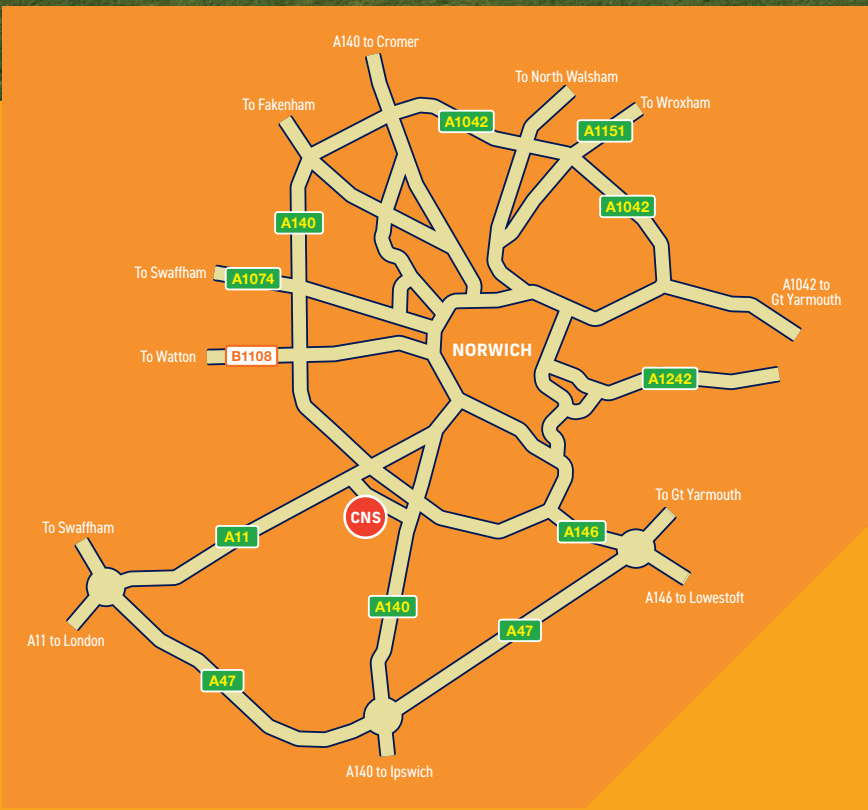 A140 to Cromer
To North Walsham
To Fakenham
To Wroxham
A1042
A1151
A1042
A140
To Swaffham
A1074
A1042 to
Gt Yarmouth
To Watton
B1108
NORWICH
A1242
To Gt Yarmouth
CNS
To Swaffham
A11
A146
A146 to Lowestoft
A140
A47
A11 to London
A47
A140 to Ipswich